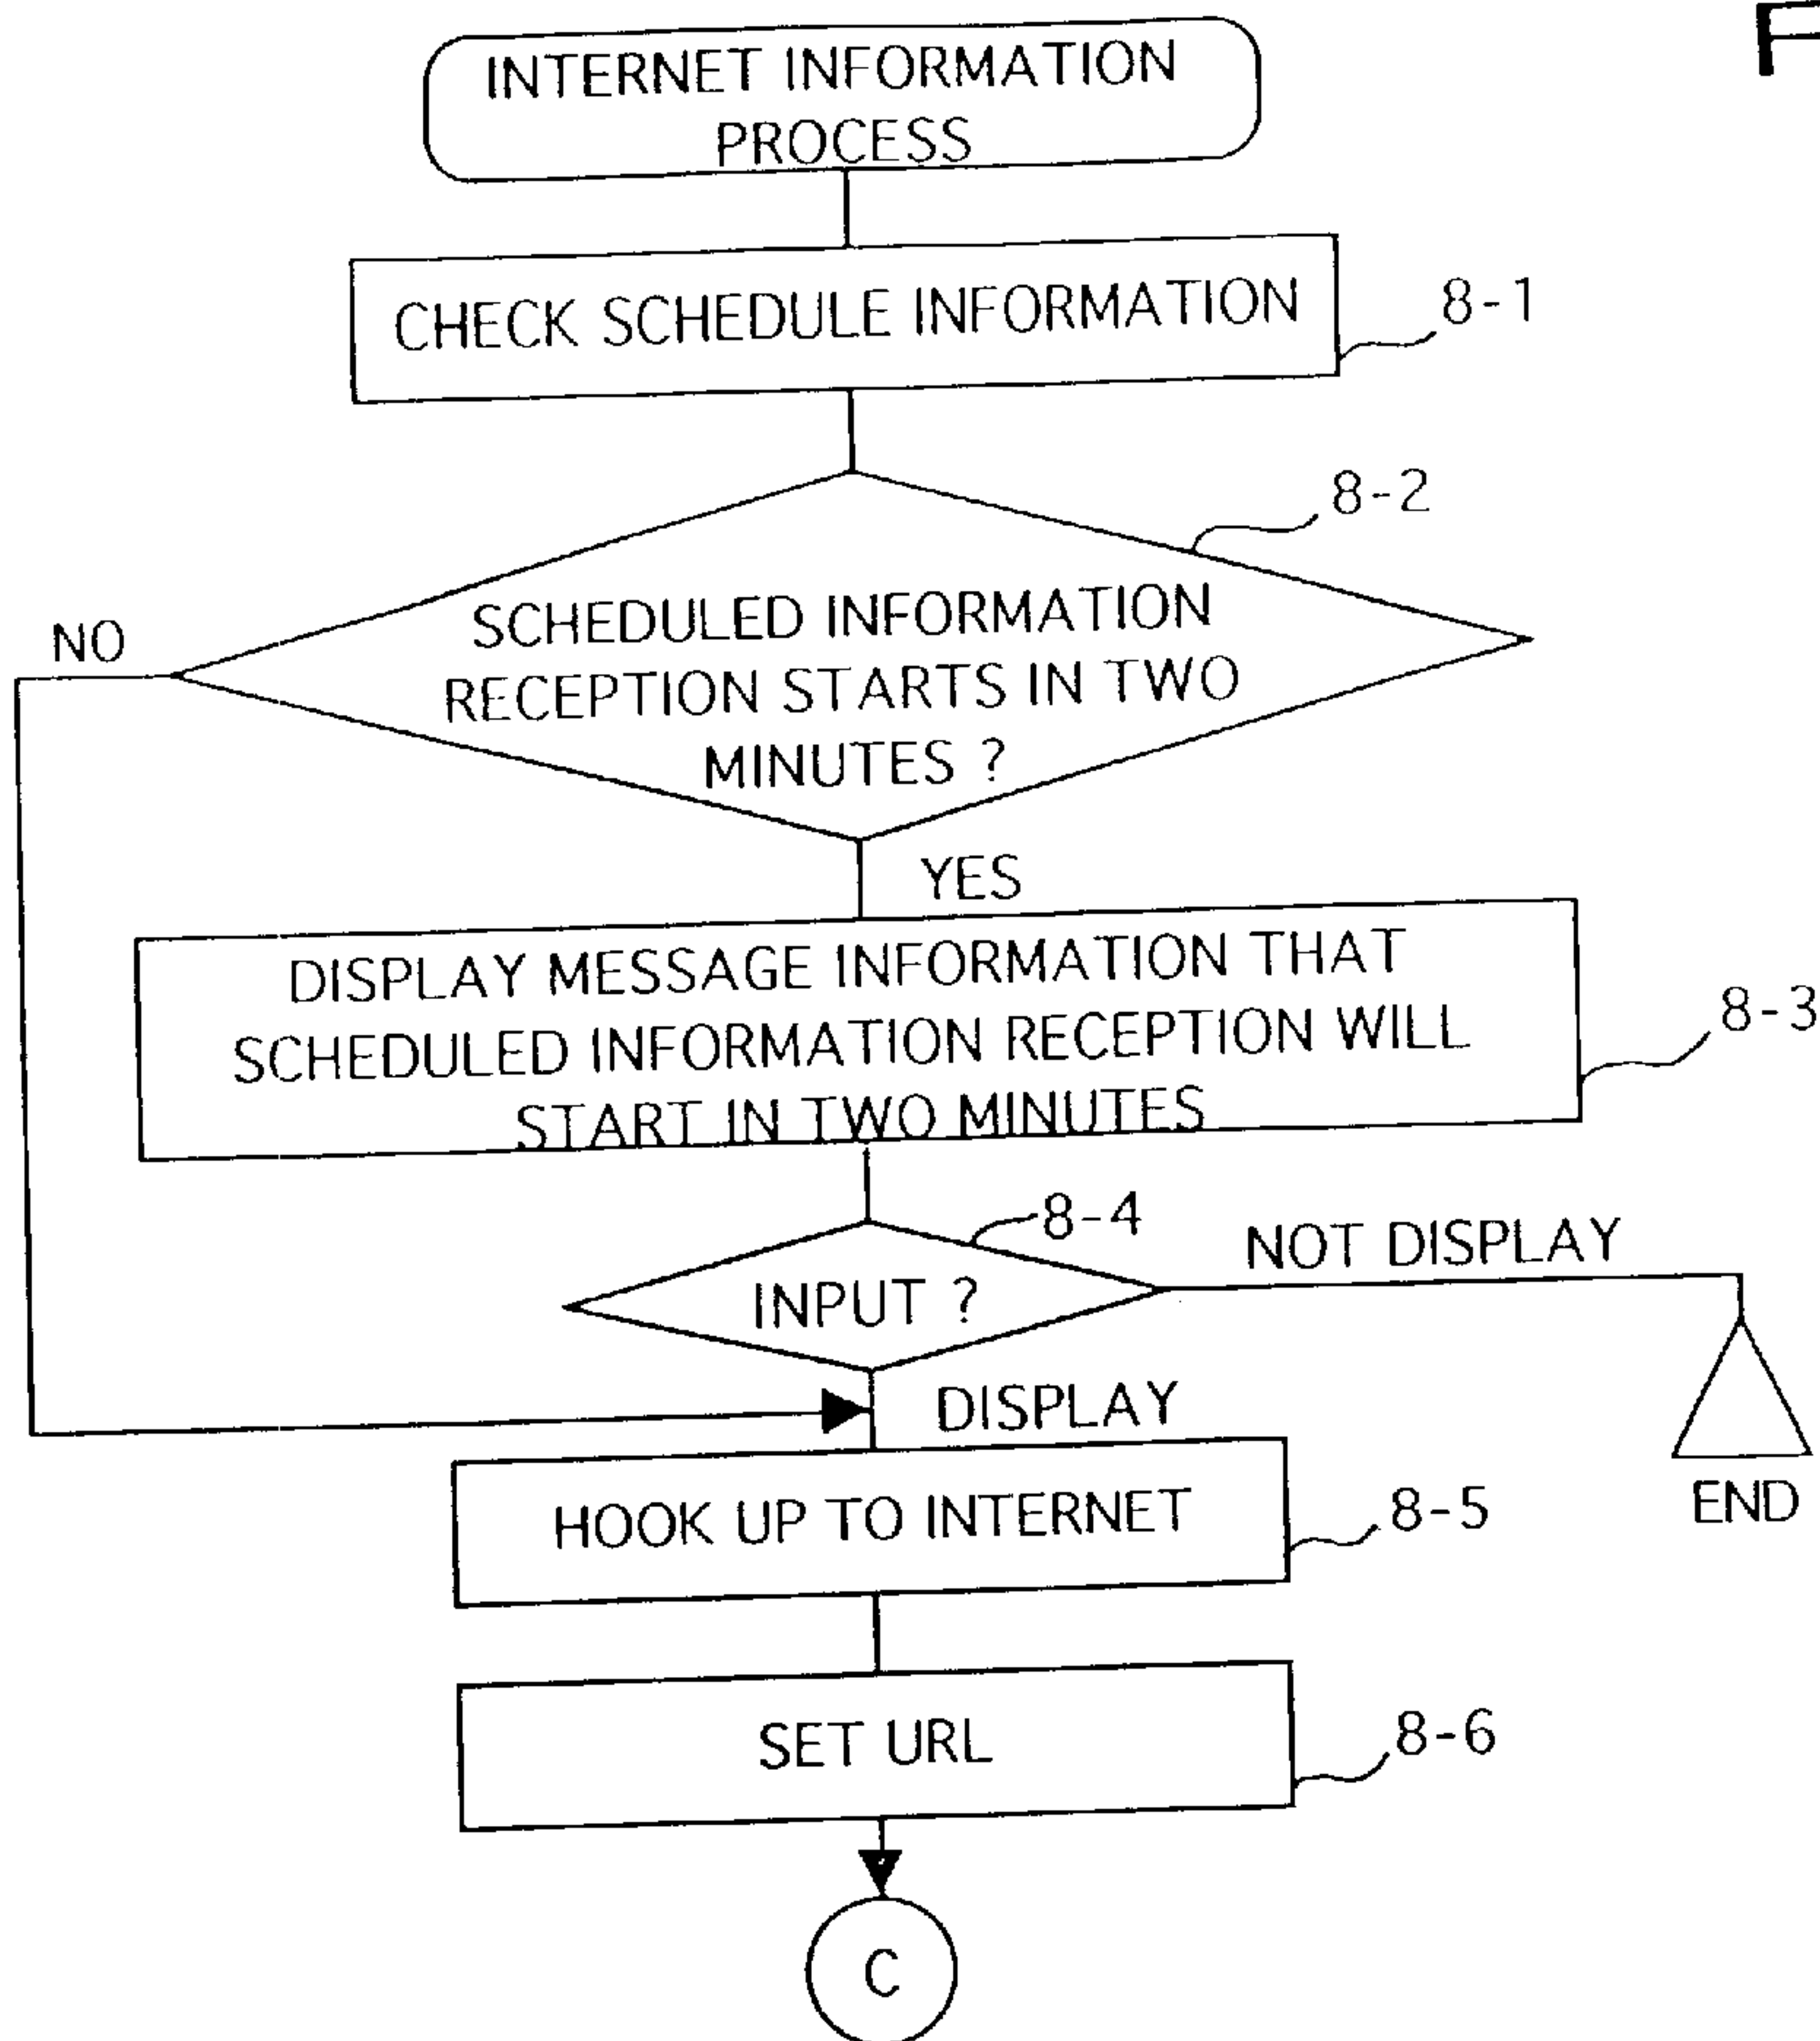 INTERNET INFORMATION
PROCESS
CHECK SCHEDULE INFORMATION
8-1
8-2
SCHEDULED INFORMATION
RECEPTION STARTS IN TWO
MINUTES ?
NO
YES
DISPLAY MESSAGE INFORMATION THAT
SCHEDULED INFORMATION RECEPTION WILL
START IN TWO MINUTES
8-3
8-4
INPUT ?
NOT DISPLAY
DISPLAY
END
HOOK UP TO INTERNET
8-5
SET URL
8-6
C